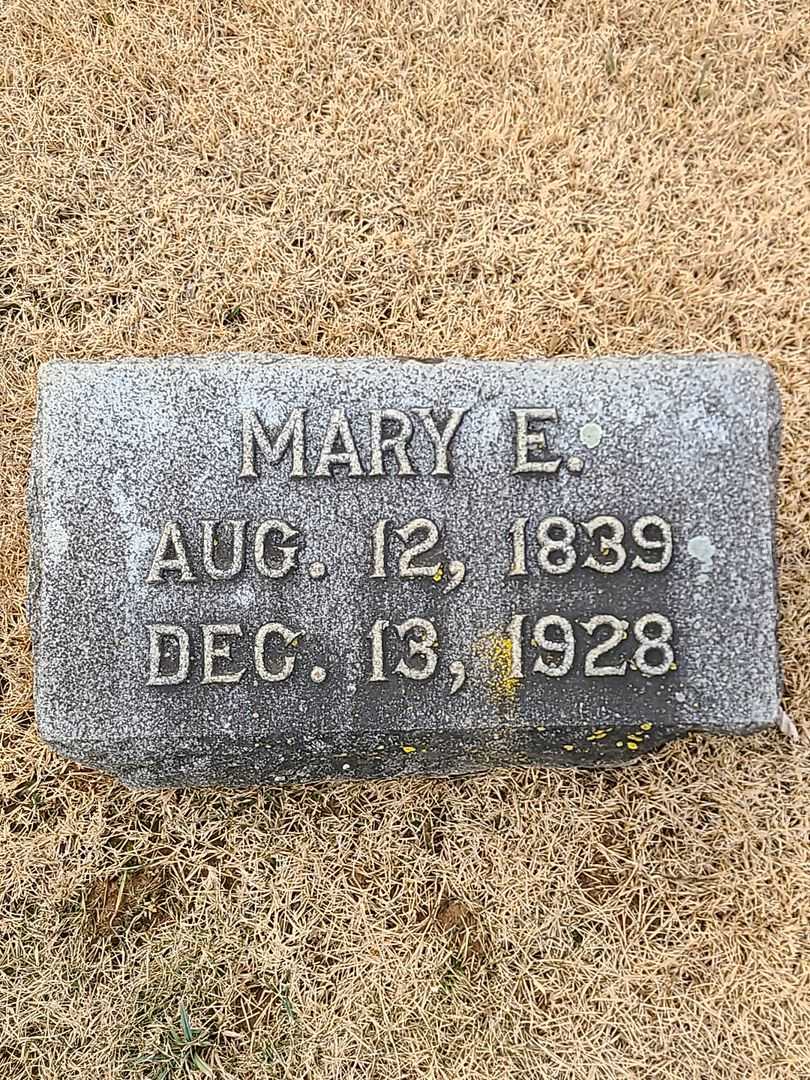 MARY E.
AUG. 12, 1839
DEC. 13, 1928